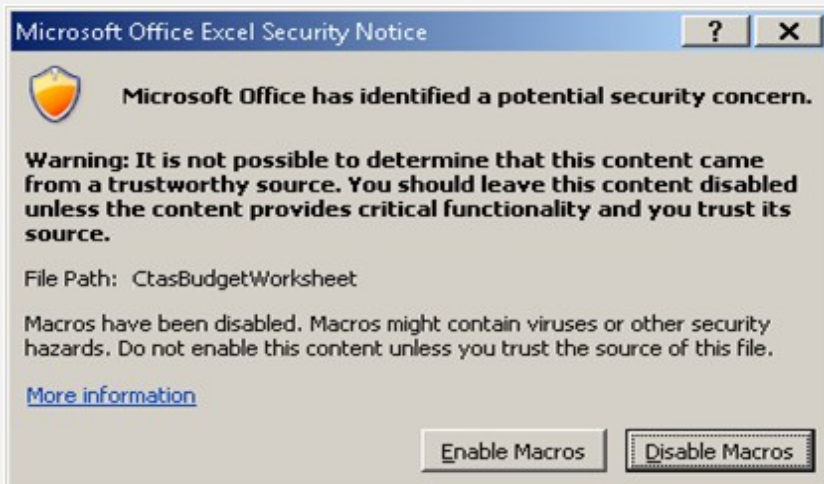 Microsoft Office Excel Security Notice
?
X
Microsoft Office has identified a potential security concern.
Warning: It is not possible to determine that this content came
from a trustworthy source. You should leave this content disabled
unless the content provides critical functionality and you trust its
source.
File Path: CtasBudgetWorksheet
Macros have been disabled. Macros might contain viruses or other security
hazards. Do not enable this content unless you trust the source of this file.
More information
Enable Macros
Disable Macros